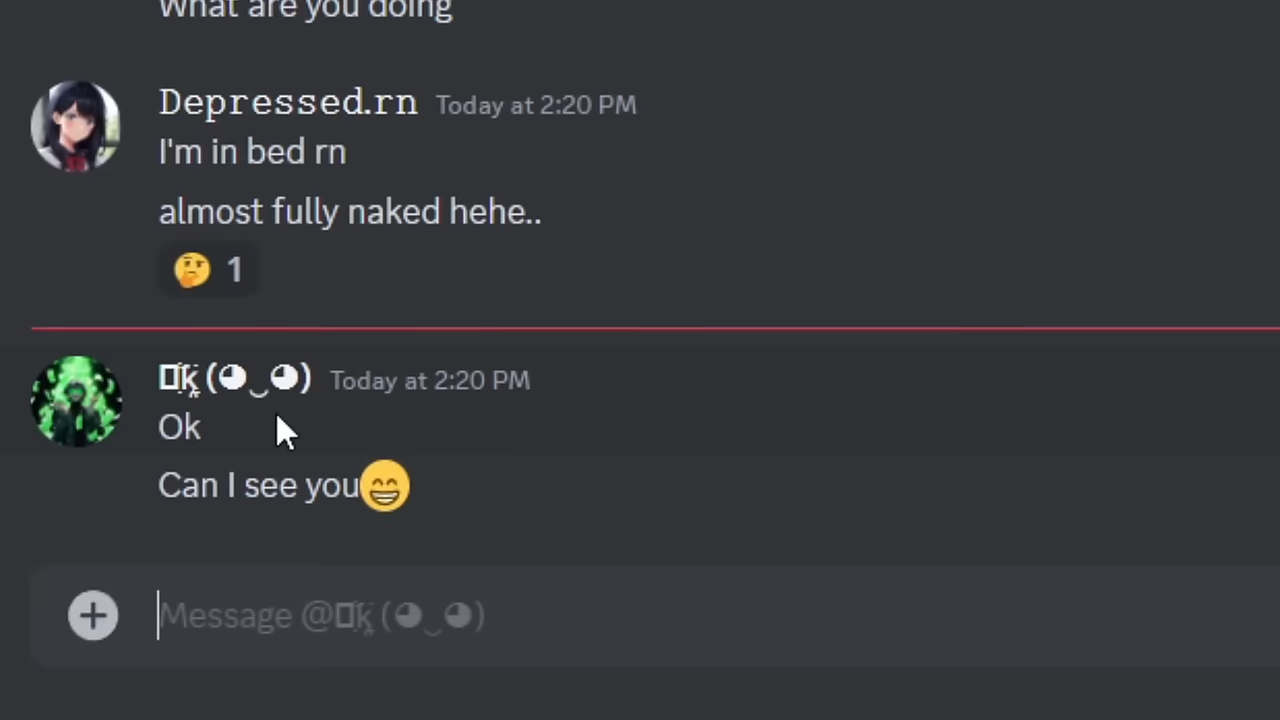 What are you doing
Depressed.rn Today at 2:20 PM
I'm in bed rn
almost fully naked hehe..
🤔 1
(◕‿◕) Today at 2:20 PM
Ok
Can I see you😁
Message @ (◕‿◕)